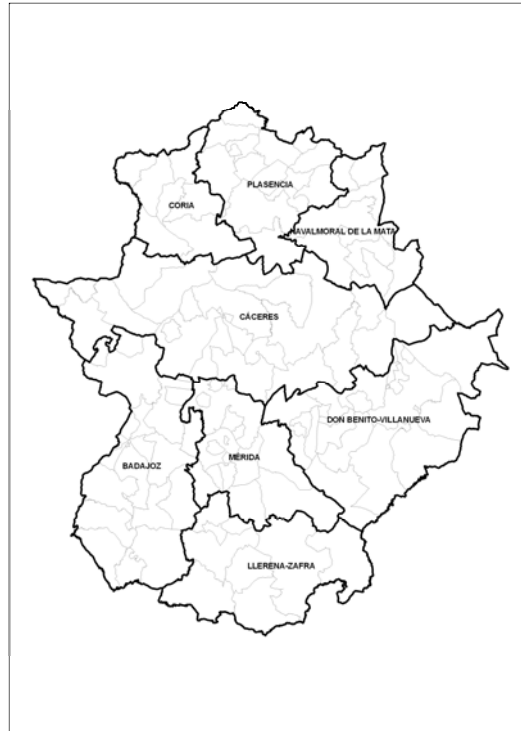 PLASENCIA
CORIA
NAVALMORAL DE LA MATA
CÁCERES
DON BENITO-VILLANUEVA
MÉRIDA
BADAJOZ
LLERENA-ZAFRA